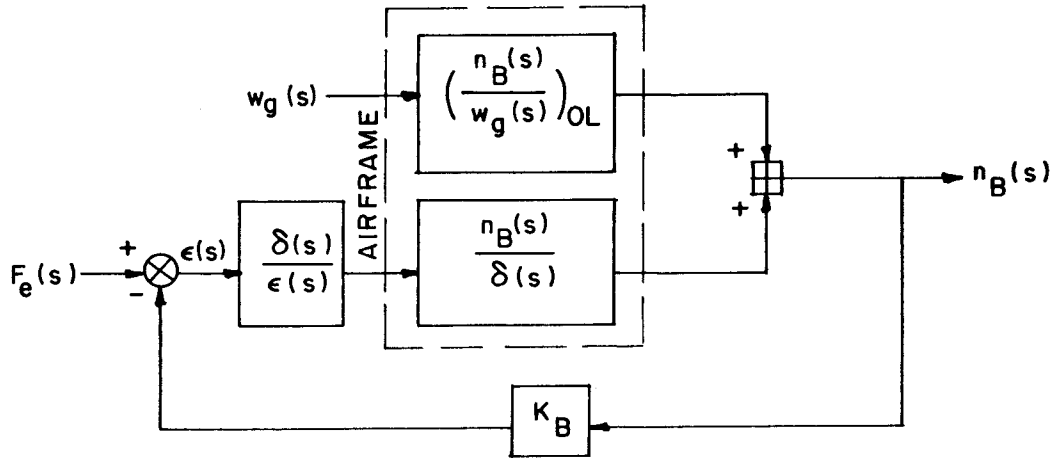 w_g(s)
( n_B(s) / w_g(s) )_OL
AIRFRAME
+
+
n_B(s)
F_e(s)
+
-
ϵ(s)
δ(s) / ϵ(s)
n_B(s) / δ(s)
K_B